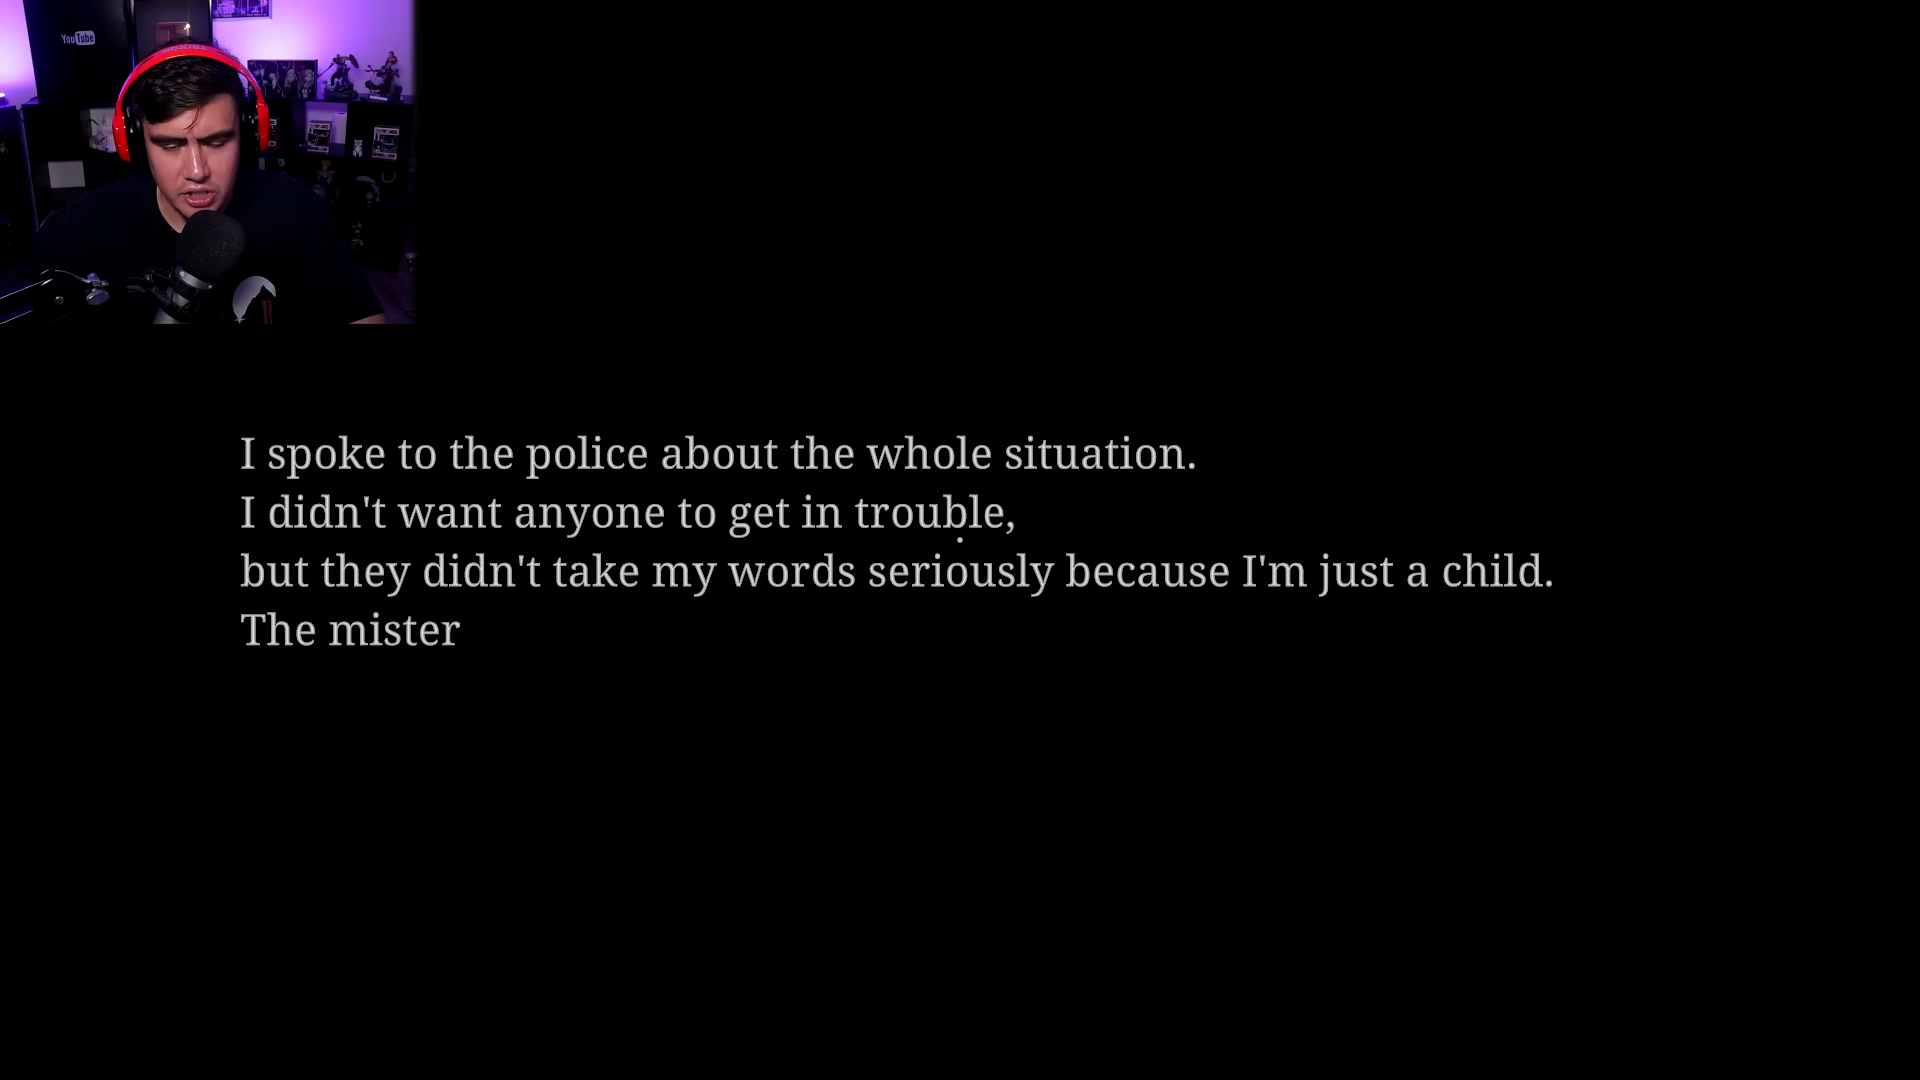 YouTube
I spoke to the police about the whole situation.
I didn't want anyone to get in trouble,
but they didn't take my words seriously because I'm just a child.
The mister